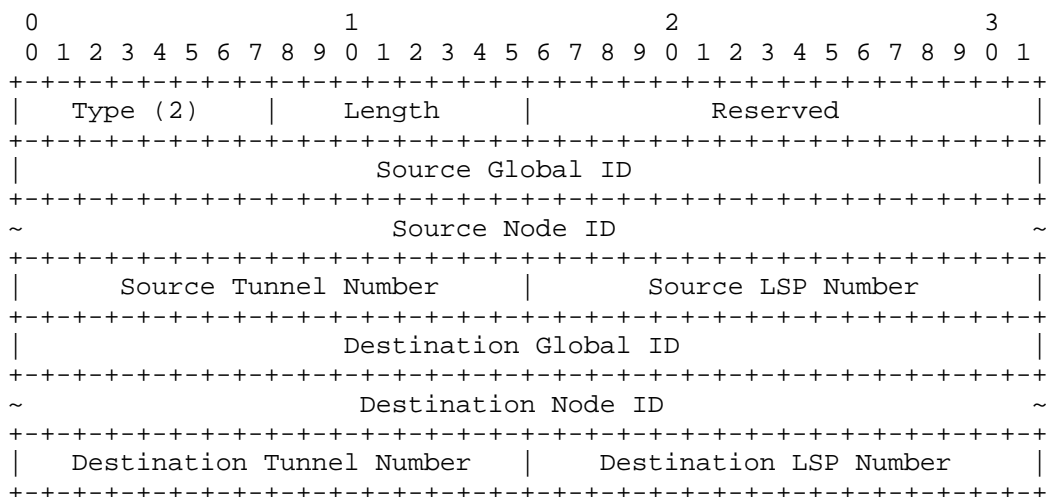 0                   1                   2                   3
 0 1 2 3 4 5 6 7 8 9 0 1 2 3 4 5 6 7 8 9 0 1 2 3 4 5 6 7 8 9 0 1
+-+-+-+-+-+-+-+-+-+-+-+-+-+-+-+-+-+-+-+-+-+-+-+-+-+-+-+-+-+-+-+-+
|   Type (2)    |    Length     |           Reserved            |
+-+-+-+-+-+-+-+-+-+-+-+-+-+-+-+-+-+-+-+-+-+-+-+-+-+-+-+-+-+-+-+-+
|                      Source Global ID                         |
+-+-+-+-+-+-+-+-+-+-+-+-+-+-+-+-+-+-+-+-+-+-+-+-+-+-+-+-+-+-+-+-+
~                       Source Node ID                          ~
+-+-+-+-+-+-+-+-+-+-+-+-+-+-+-+-+-+-+-+-+-+-+-+-+-+-+-+-+-+-+-+-+
|      Source Tunnel Number     |       Source LSP Number       |
+-+-+-+-+-+-+-+-+-+-+-+-+-+-+-+-+-+-+-+-+-+-+-+-+-+-+-+-+-+-+-+-+
|                    Destination Global ID                      |
+-+-+-+-+-+-+-+-+-+-+-+-+-+-+-+-+-+-+-+-+-+-+-+-+-+-+-+-+-+-+-+-+
~                     Destination Node ID                       ~
+-+-+-+-+-+-+-+-+-+-+-+-+-+-+-+-+-+-+-+-+-+-+-+-+-+-+-+-+-+-+-+-+
|   Destination Tunnel Number   |    Destination LSP Number     |
+-+-+-+-+-+-+-+-+-+-+-+-+-+-+-+-+-+-+-+-+-+-+-+-+-+-+-+-+-+-+-+-+